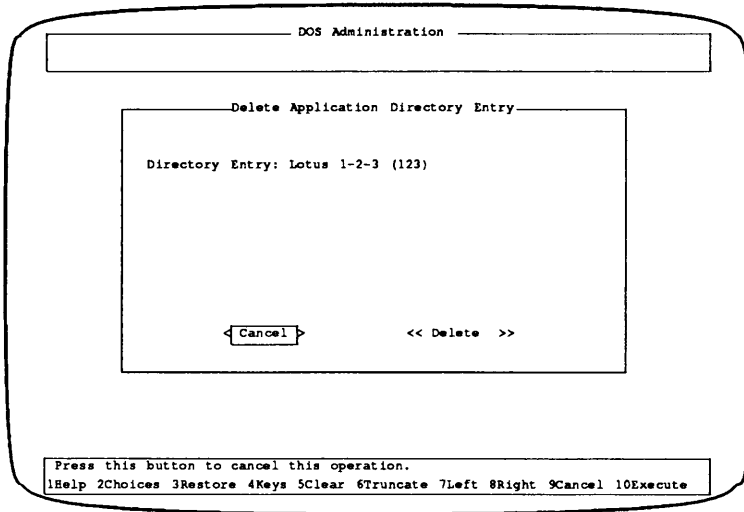 DOS Administration
Delete Application Directory Entry
Directory Entry: Lotus 1-2-3 (123)
< Cancel > << Delete >>
Press this button to cancel this operation.
1Help 2Choices 3Restore 4Keys 5Clear 6Truncate 7Left 8Right 9Cancel 10Execute